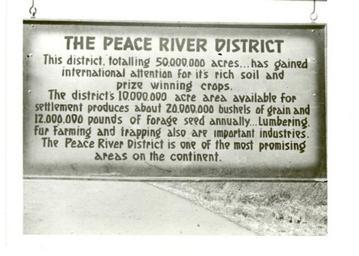 THE PEACE RIVER DISTRICT
This district, totalling 50,000,000 acres...has gained
international attention for it's rich soil and
prize winning crops.
The district's 10,000,000 acre area available for
settlement produces about 20,000,000 bushels of grain and
12,000,000 pounds of forage seed annually...Lumbering,
fur farming and trapping also are important industries.
The Peace River District is one of the most promising
areas on the continent.